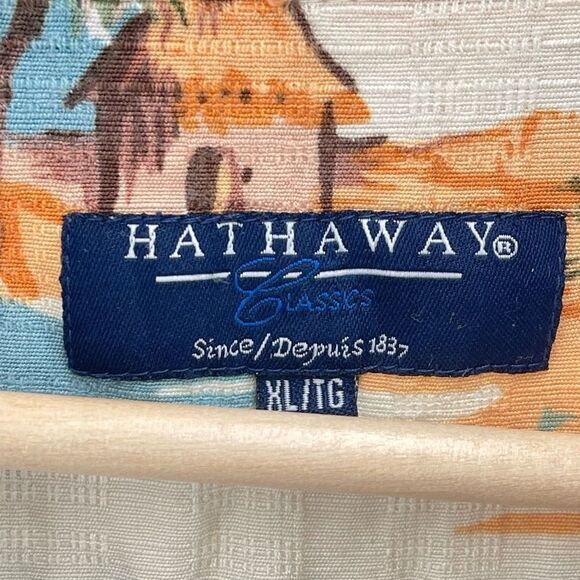 HATHAWAY®
Classics
Since/Depuis 1837
XL/TG